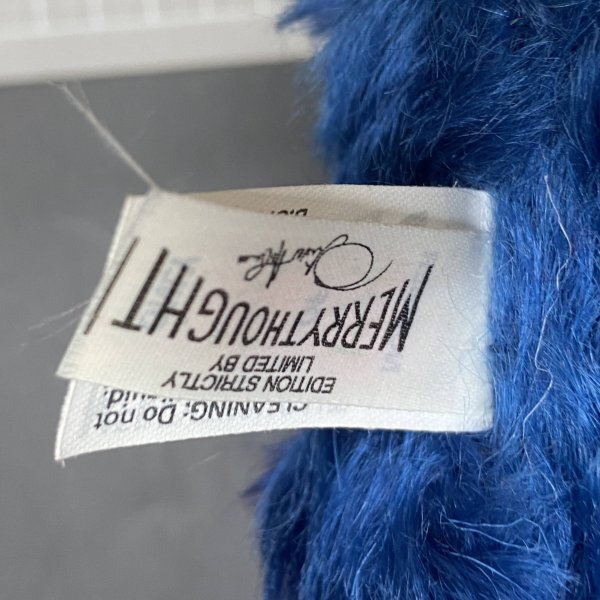 EDITION STRICTLY
LIMITED BY
MERRYTHOUGHT
CLEANING: Do not